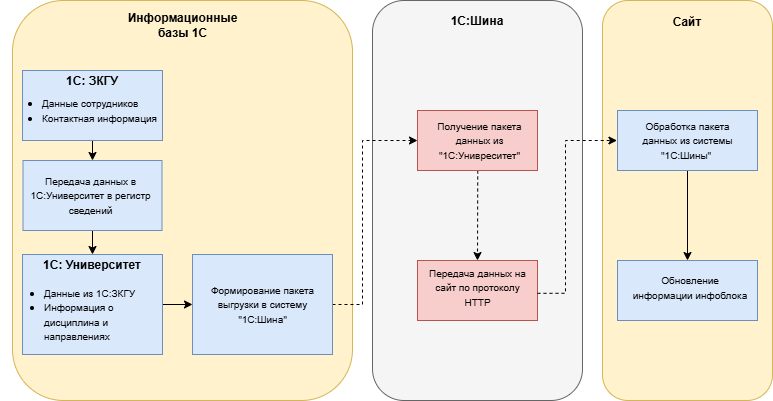 Информационные
базы 1С
1С: ЗКГУ
Данные сотрудников
Контактная информация
Передача данных в
1С:Университет в регистр
сведений
1С: Университет
Данные из 1С:ЗКГУ
Информация о
дисциплина и
направлениях
Формирование пакета
выгрузки в систему
"1С:Шина"
1С:Шина
Получение пакета
данных из
"1С:Унивреситет"
Передача данных на
сайт по протоколу
HTTP
Сайт
Обработка пакета
данных из системы
"1С:Шины"
Обновление
информации инфоблока